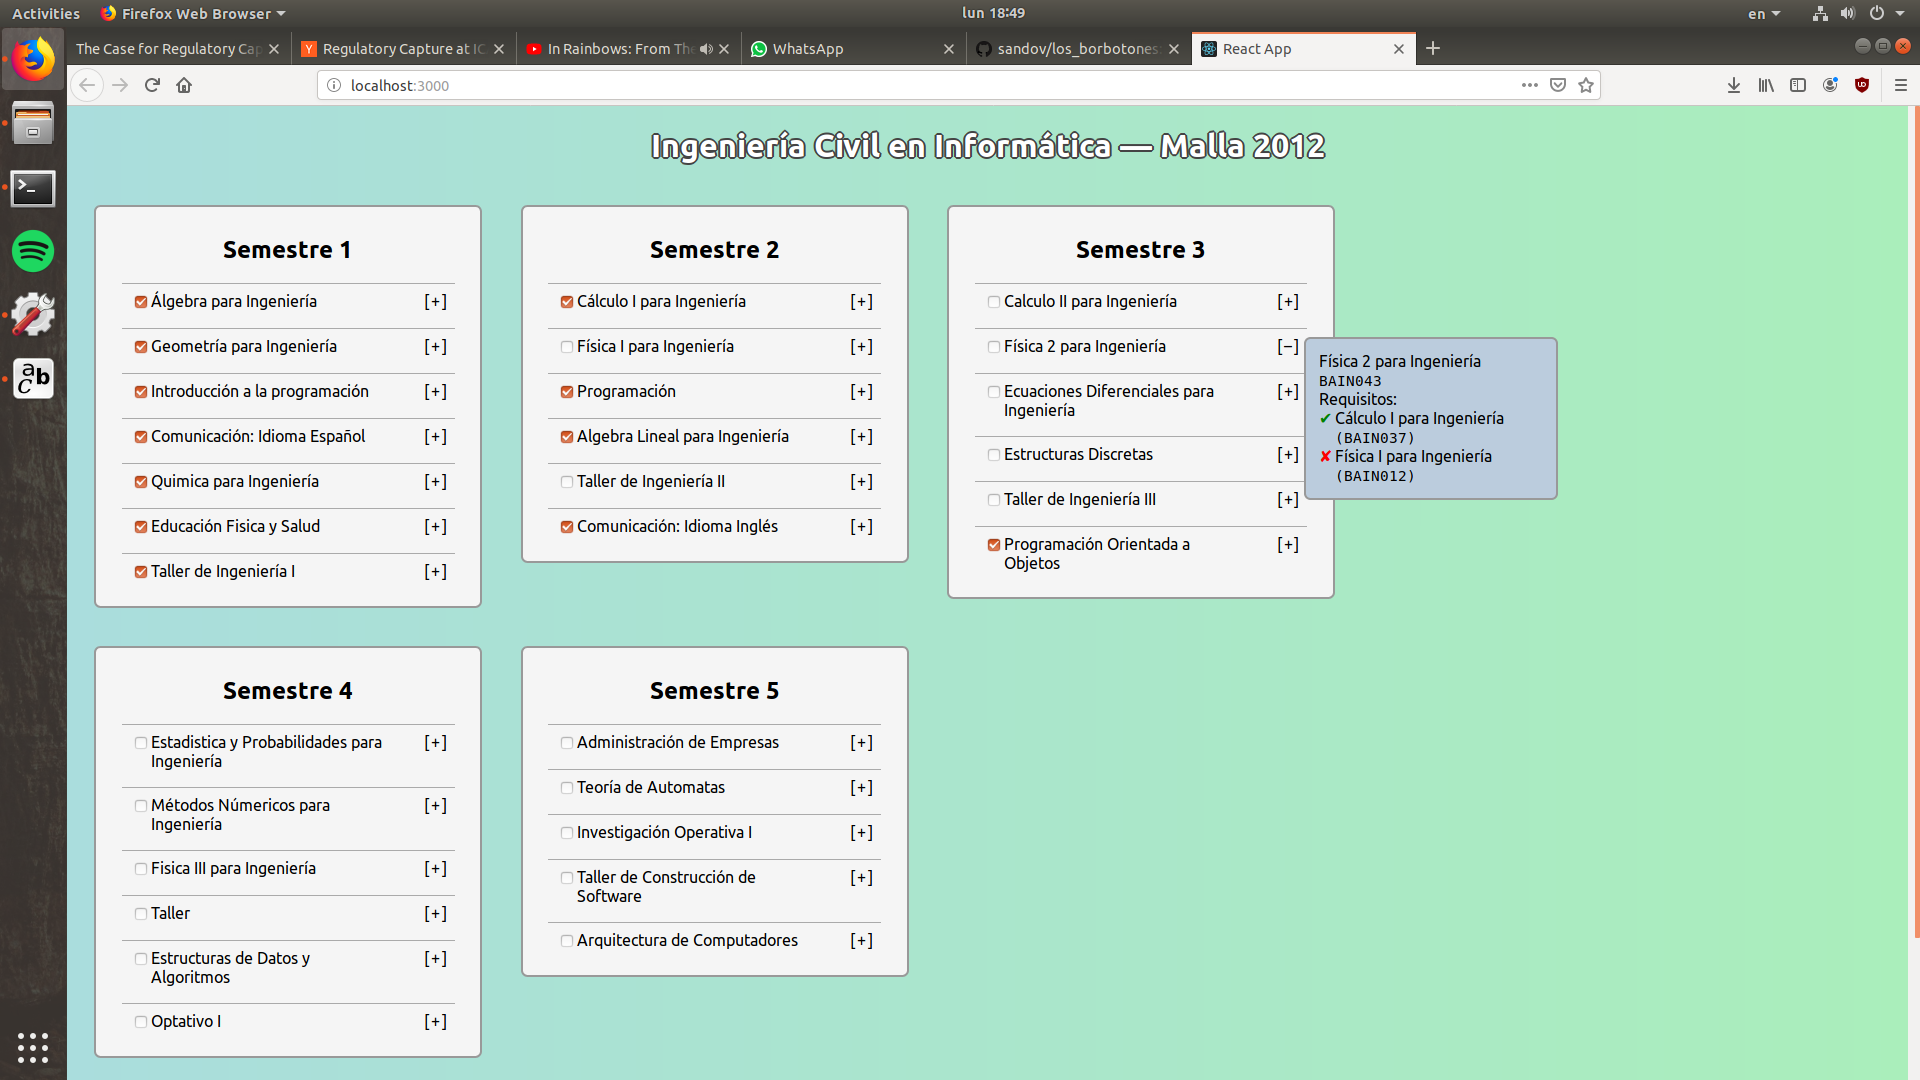 Activities
Firefox Web Browser
lun 18:49
en
The Case for Regulatory Cap
Regulatory Capture at IC
In Rainbows: From The
WhatsApp
sandov/los_borbotones:
React App
localhost:3000
Ingeniería Civil en Informática — Malla 2012
Semestre 1
Álgebra para Ingeniería [+]
Geometría para Ingeniería [+]
Introducción a la programación [+]
Comunicación: Idioma Español [+]
Quimica para Ingeniería [+]
Educación Fisica y Salud [+]
Taller de Ingeniería I [+]
Semestre 2
Cálculo I para Ingeniería [+]
Física I para Ingeniería [+]
Programación [+]
Algebra Lineal para Ingeniería [+]
Taller de Ingeniería II [+]
Comunicación: Idioma Inglés [+]
Semestre 3
Calculo II para Ingeniería [+]
Física 2 para Ingeniería [−]
Ecuaciones Diferenciales para [+]
Ingeniería
Estructuras Discretas [+]
Taller de Ingeniería III [+]
Programación Orientada a [+]
Objetos
Física 2 para Ingeniería
BAIN043
Requisitos:
✔ Cálculo I para Ingeniería
(BAIN037)
✘ Física I para Ingeniería
(BAIN012)
Semestre 4
Estadistica y Probabilidades para [+]
Ingeniería
Métodos Númericos para [+]
Ingeniería
Fisica III para Ingeniería [+]
Taller [+]
Estructuras de Datos y [+]
Algoritmos
Optativo I [+]
Semestre 5
Administración de Empresas [+]
Teoría de Automatas [+]
Investigación Operativa I [+]
Taller de Construcción de [+]
Software
Arquitectura de Computadores [+]